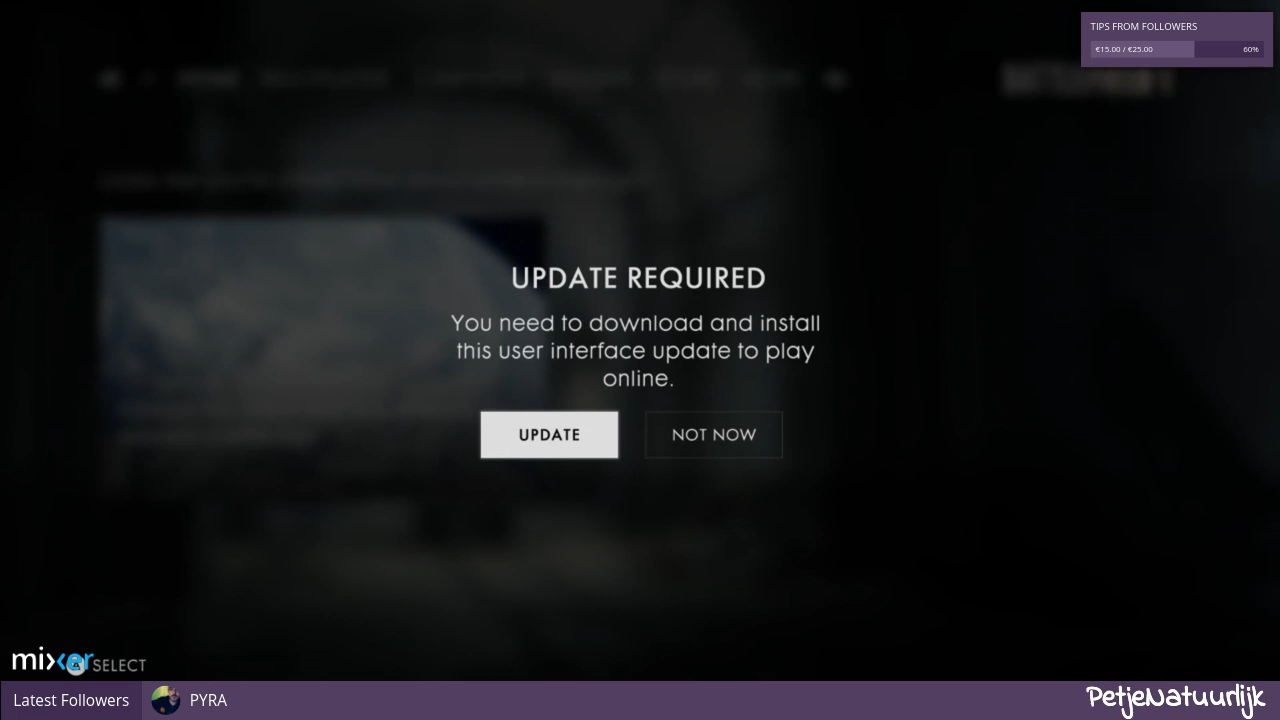 TIPS FROM FOLLOWERS
€15.00 / €25.00 60%
UPDATE REQUIRED
You need to download and install
this user interface update to play
online.
UPDATE NOT NOW
mixer SELECT
Latest Followers PYRA PetjeNatuurlijk